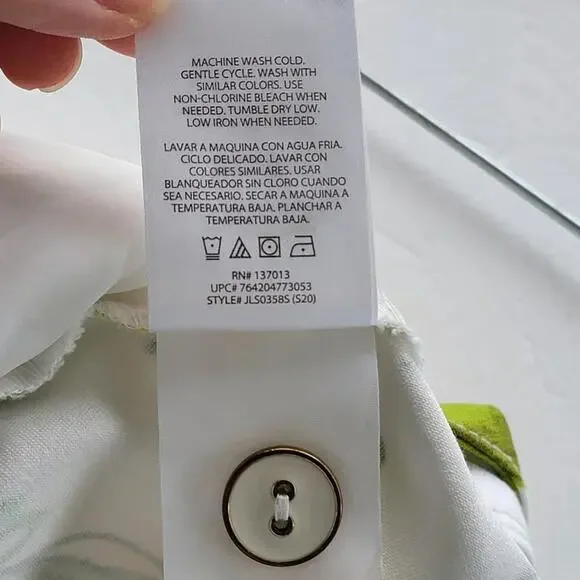 MACHINE WASH COLD.
GENTLE CYCLE. WASH WITH
SIMILAR COLORS. USE
NON-CHLORINE BLEACH WHEN
NEEDED. TUMBLE DRY LOW.
LOW IRON WHEN NEEDED.
LAVAR A MAQUINA CON AGUA FRIA.
CICLO DELICADO. LAVAR CON
COLORES SIMILARES. USAR
BLANQUEADOR SIN CLORO CUANDO
SEA NECESARIO. SECAR A MAQUINA A
TEMPERATURA BAJA. PLANCHAR A
TEMPERATURA BAJA.
RN# 137013
UPC# 764204773053
STYLE# JLS0358S (S20)